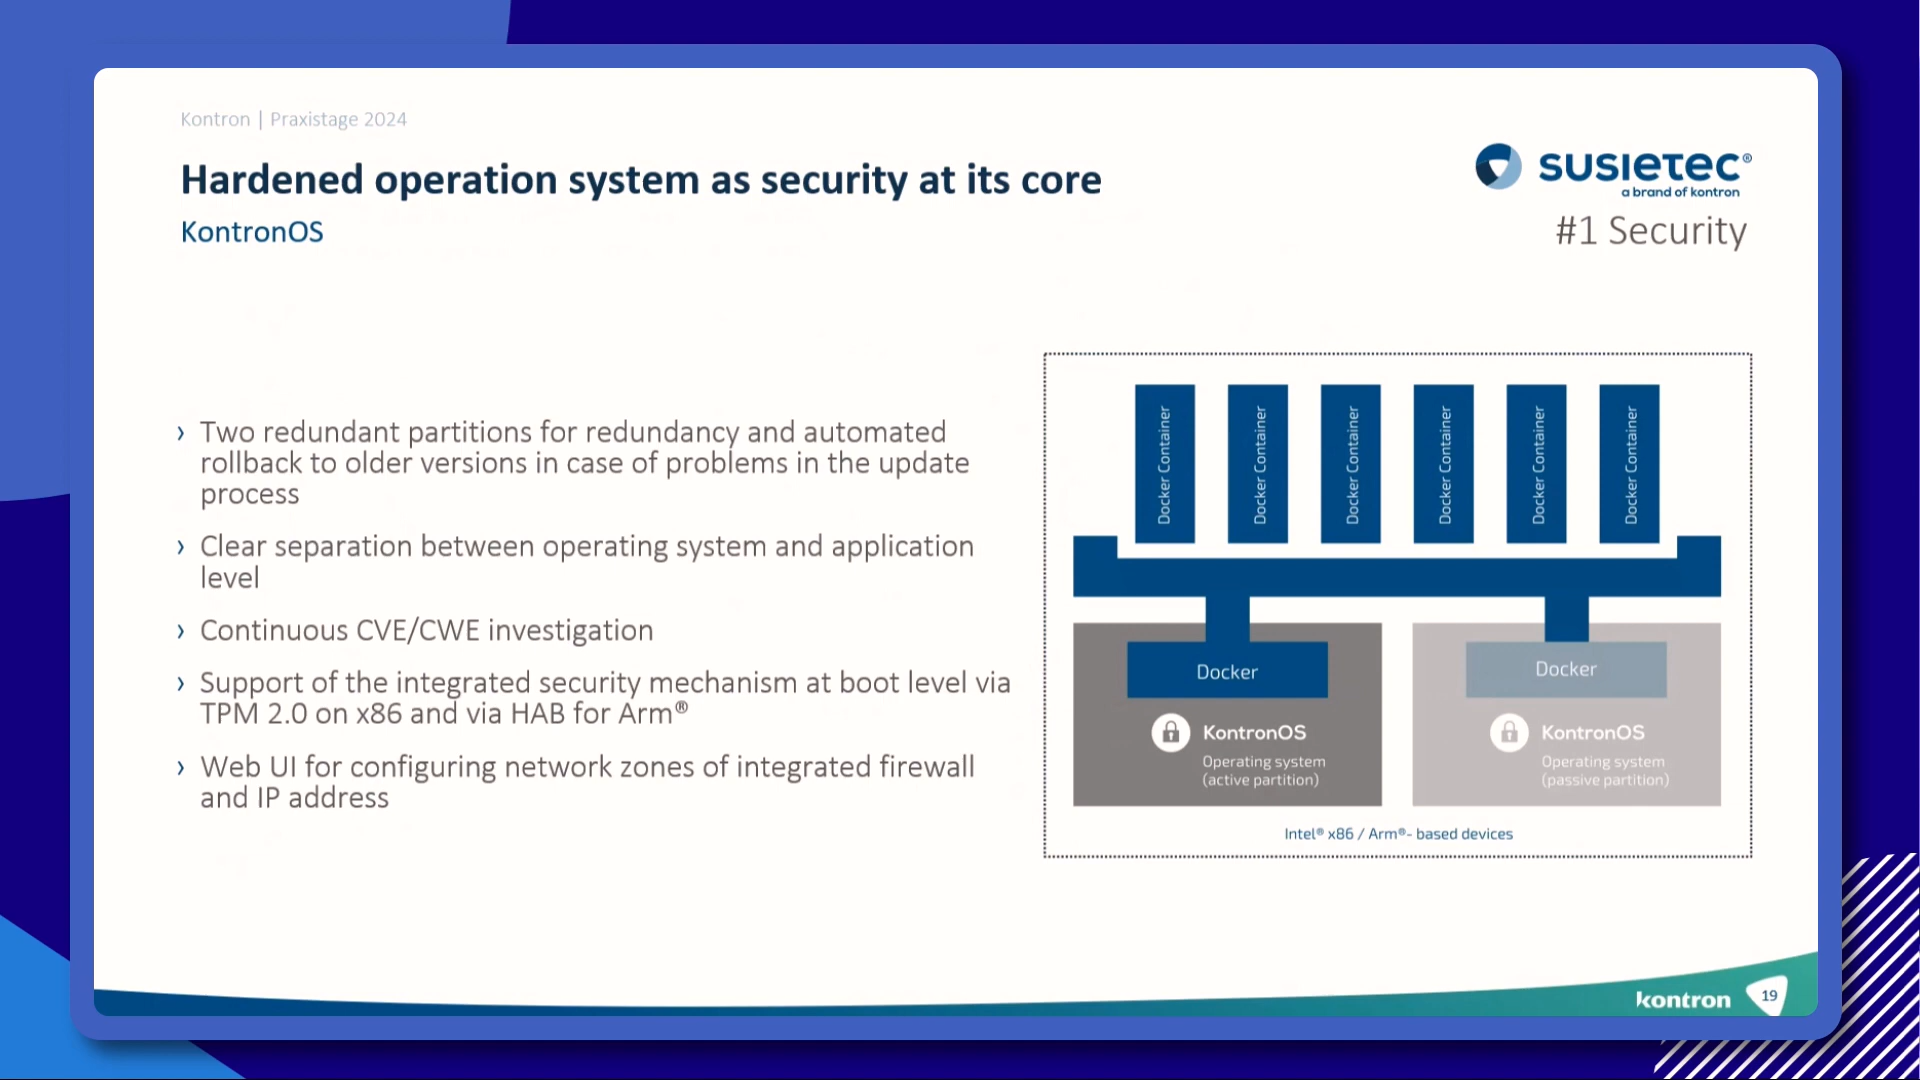 Kontron | Praxistage 2024
Hardened operation system as security at its core
KontronOS
susietec®
a brand of kontron
#1 Security
› Two redundant partitions for redundancy and automated
rollback to older versions in case of problems in the update
process
› Clear separation between operating system and application
level
› Continuous CVE/CWE investigation
› Support of the integrated security mechanism at boot level via
TPM 2.0 on x86 and via HAB for Arm®
› Web UI for configuring network zones of integrated firewall
and IP address
Docker Container
Docker Container
Docker Container
Docker Container
Docker Container
Docker Container
Docker
KontronOS
Operating system
(active partition)
Docker
KontronOS
Operating system
(passive partition)
Intel® x86 / Arm®- based devices
kontron
19